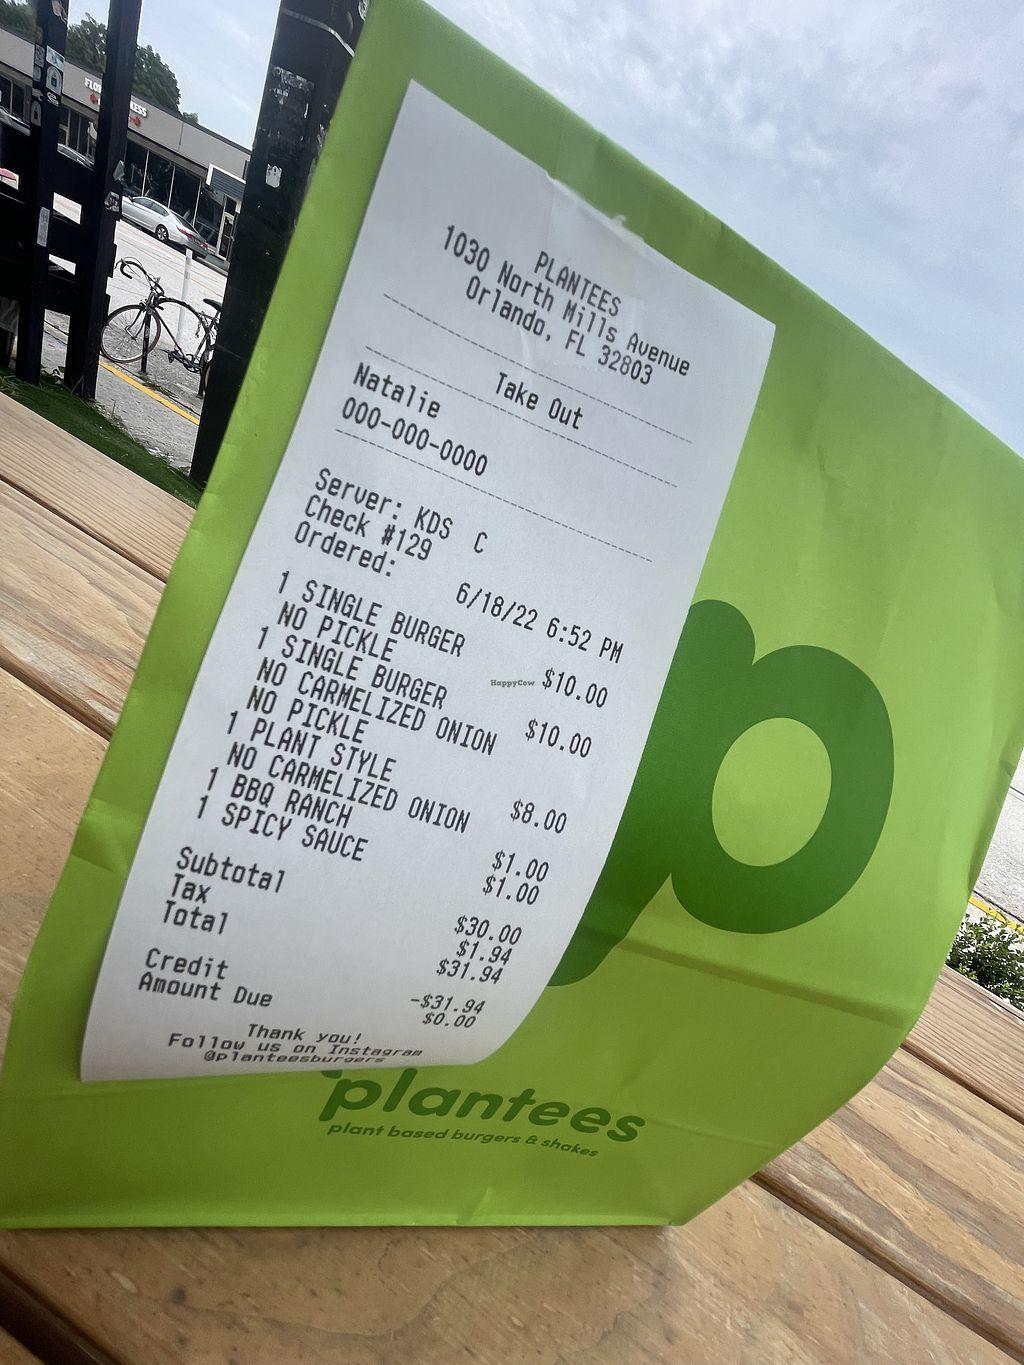 PLANTEES
1030 North Mills Avenue
Orlando, FL 32803
Take Out
Natalie
000-000-0000
Server: KDS C
Check #129
Ordered: 6/18/22 6:52 PM
1 SINGLE BURGER $10.00
NO PICKLE
1 SINGLE BURGER $10.00
NO CARMELIZED ONION
NO PICKLE
1 PLANT STYLE $8.00
NO CARMELIZED ONION
1 BBQ RANCH $1.00
1 SPICY SAUCE $1.00
Subtotal $30.00
Tax $1.94
Total $31.94
Credit -$31.94
Amount Due $0.00
Thank you!
Follow us on Instagram
@planteesburgers
HappyCow
p
plantees
plant based burgers & shakes